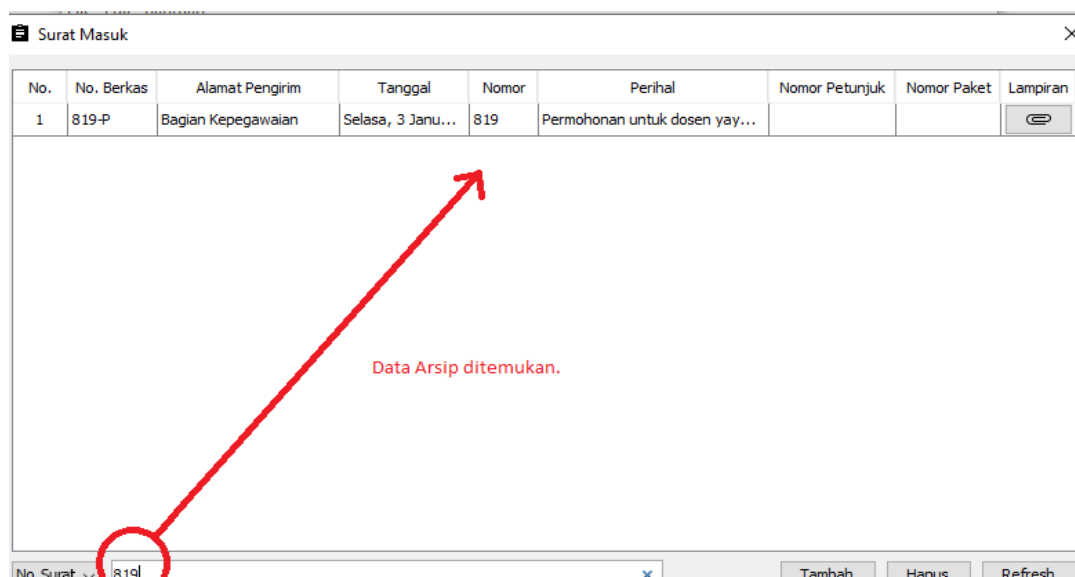 Surat Masuk
No. No. Berkas Alamat Pengirim Tanggal Nomor Perihal Nomor Petunjuk Nomor Paket Lampiran
1 819-P Bagian Kepegawaian Selasa, 3 Janu... 819 Permohonan untuk dosen yay...
Data Arsip ditemukan.
No. Surat 819 Tambah Hapus Refresh